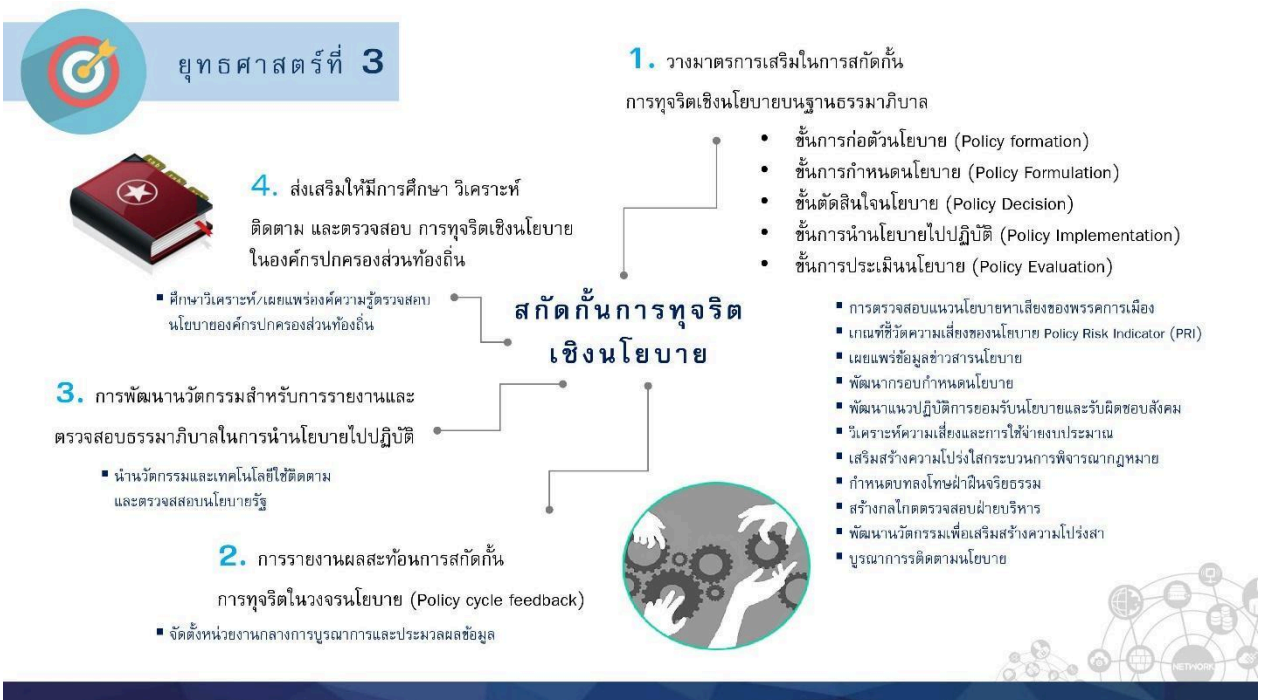 ยุทธศาสตร์ที่ 3
1. วางมาตรการเสริมในการสกัดกั้น
การทุจริตเชิงนโยบายบนฐานธรรมาภิบาล
• ขั้นการก่อตัวนโยบาย (Policy formation)
• ขั้นการกำหนดนโยบาย (Policy Formulation)
• ขั้นตัดสินใจนโยบาย (Policy Decision)
• ขั้นการนำนโยบายไปปฏิบัติ (Policy Implementation)
• ขั้นการประเมินนโยบาย (Policy Evaluation)
▪ การตรวจสอบแนวนโยบายหาเสียงของพรรคการเมือง
▪ เกณฑ์ชี้วัดความเสี่ยงของนโยบาย Policy Risk Indicator (PRI)
▪ เผยแพร่ข้อมูลข่าวสารนโยบาย
▪ พัฒนากรอบกำหนดนโยบาย
▪ พัฒนาแนวปฏิบัติการยอมรับนโยบายและรับผิดชอบสังคม
▪ วิเคราะห์ความเสี่ยงและการใช้จ่ายงบประมาณ
▪ เสริมสร้างความโปร่งใสกระบวนการพิจารณากฎหมาย
▪ กำหนดบทลงโทษฝ่าฝืนจริยธรรม
▪ สร้างกลไกตตรวจสอบฝ่ายบริหาร
▪ พัฒนานวัตกรรมเพื่อเสริมสร้างความโปร่งสา
▪ บูรณาการรติดตามนโยบาย
4. ส่งเสริมให้มีการศึกษา วิเคราะห์
ติดตาม และตรวจสอบ การทุจริตเชิงนโยบาย
ในองค์กรปกครองส่วนท้องถิ่น
▪ ศึกษาวิเคราะห์/เผยแพร่องค์ความรู้ตรวจสอบ
นโยบายองค์กรปกครองส่วนท้องถิ่น
สกัดกั้นการทุจริต
เชิงนโยบาย
3. การพัฒนานวัตกรรมสำหรับการรายงานและ
ตรวจสอบธรรมาภิบาลในการนำนโยบายไปปฏิบัติ
▪ นำนวัตกรรมและเทคโนโลยีใช้ติดตาม
และตรวจสสอบนโยบายรัฐ
2. การรายงานผลสะท้อนการสกัดกั้น
การทุจริตในวงจรนโยบาย (Policy cycle feedback)
▪ จัดตั้งหน่วยงานกลางการบูรณาการและประมวลผลข้อมูล
NETWORK